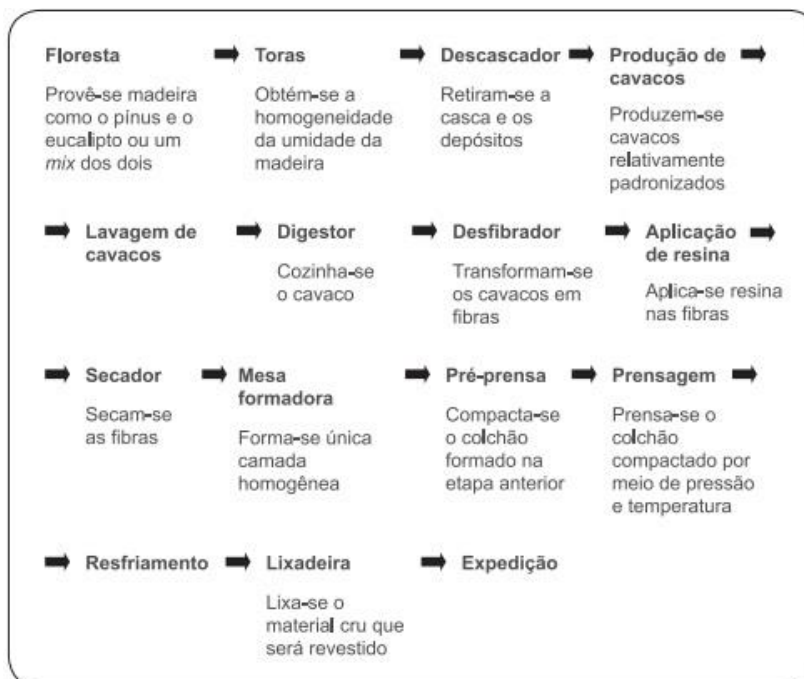 Floresta ➡ Toras ➡ Descascador ➡ Produção de ➡
cavacos
Provê-se madeira
como o pínus e o
eucalipto ou um
mix dos dois
Obtém-se a
homogeneidade
da umidade da
madeira
Retiram-se a
casca e os
depósitos
Produzem-se
cavacos
relativamente
padronizados
➡ Lavagem de
cavacos
➡ Digestor
Cozinha-se
o cavaco
➡ Desfibrador
Transformam-se
os cavacos em
fibras
➡ Aplicação
de resina ➡
Aplica-se resina
nas fibras
➡ Secador
Secam-se
as fibras
➡ Mesa
formadora
Forma-se única
camada
homogênea
➡ Pré-prensa
Compacta-se
o colchão
formado na
etapa anterior
➡ Prensagem ➡
Prensa-se o
colchão
compactado por
meio de pressão
e temperatura
➡ Resfriamento
➡ Lixadeira
Lixa-se o
material cru que
será revestido
➡ Expedição